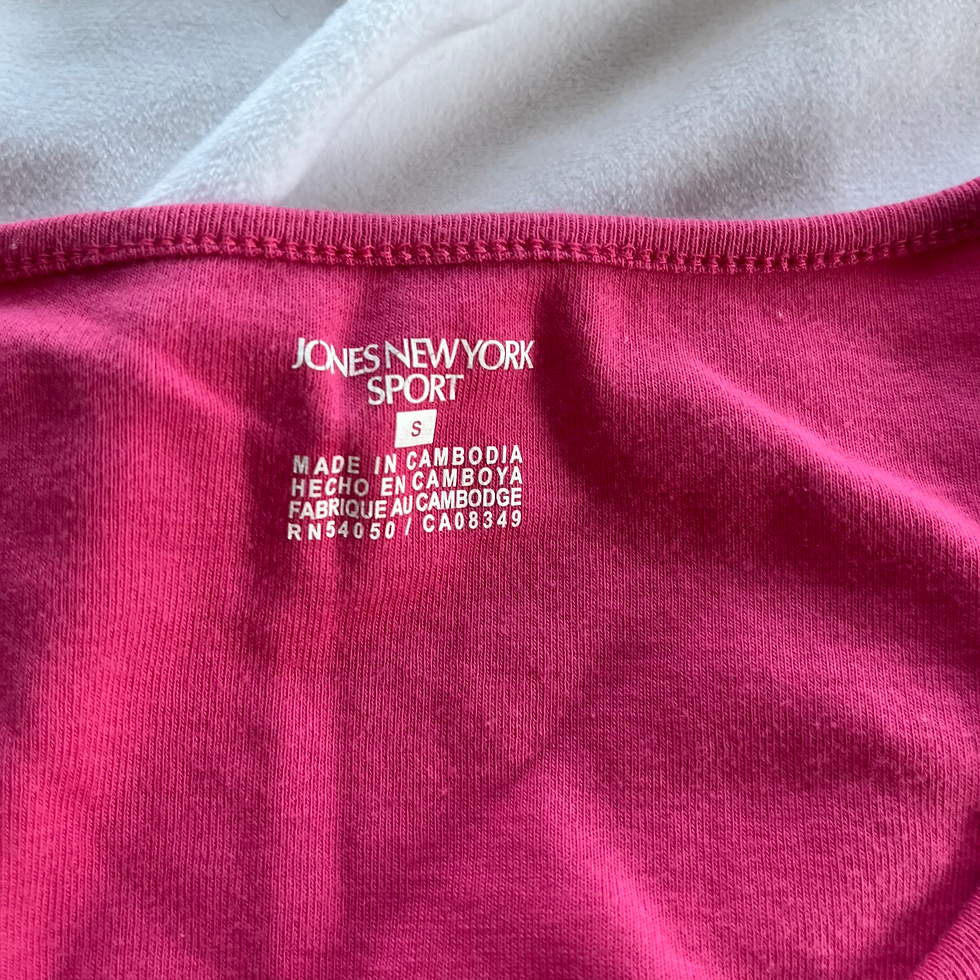 JONES NEW YORK
SPORT
S
MADE IN CAMBODIA
HECHO EN CAMBOYA
FABRIQUE AU CAMBODGE
RN54050 / CA08349